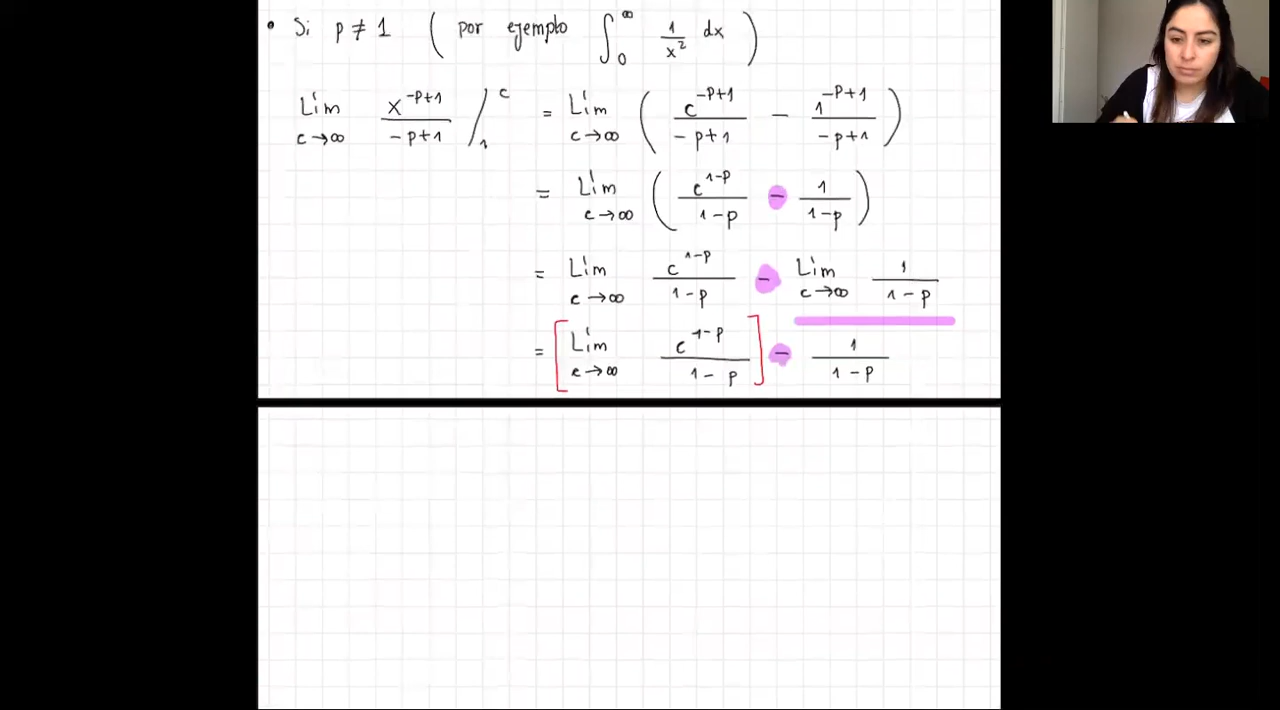 • Si p ≠ 1 ( por ejemplo ∫₀^∞ 1/x² dx )
Lim c→∞ x^(-p+1)/(-p+1) /₁^c = Lim c→∞ ( c^(-p+1)/(-p+1) - 1^(-p+1)/(-p+1) )
= Lim c→∞ ( c^(1-p)/(1-p) - 1/(1-p) )
= Lim c→∞ c^(1-p)/(1-p) - Lim c→∞ 1/(1-p)
= [ Lim c→∞ c^(1-p)/(1-p) ] - 1/(1-p)